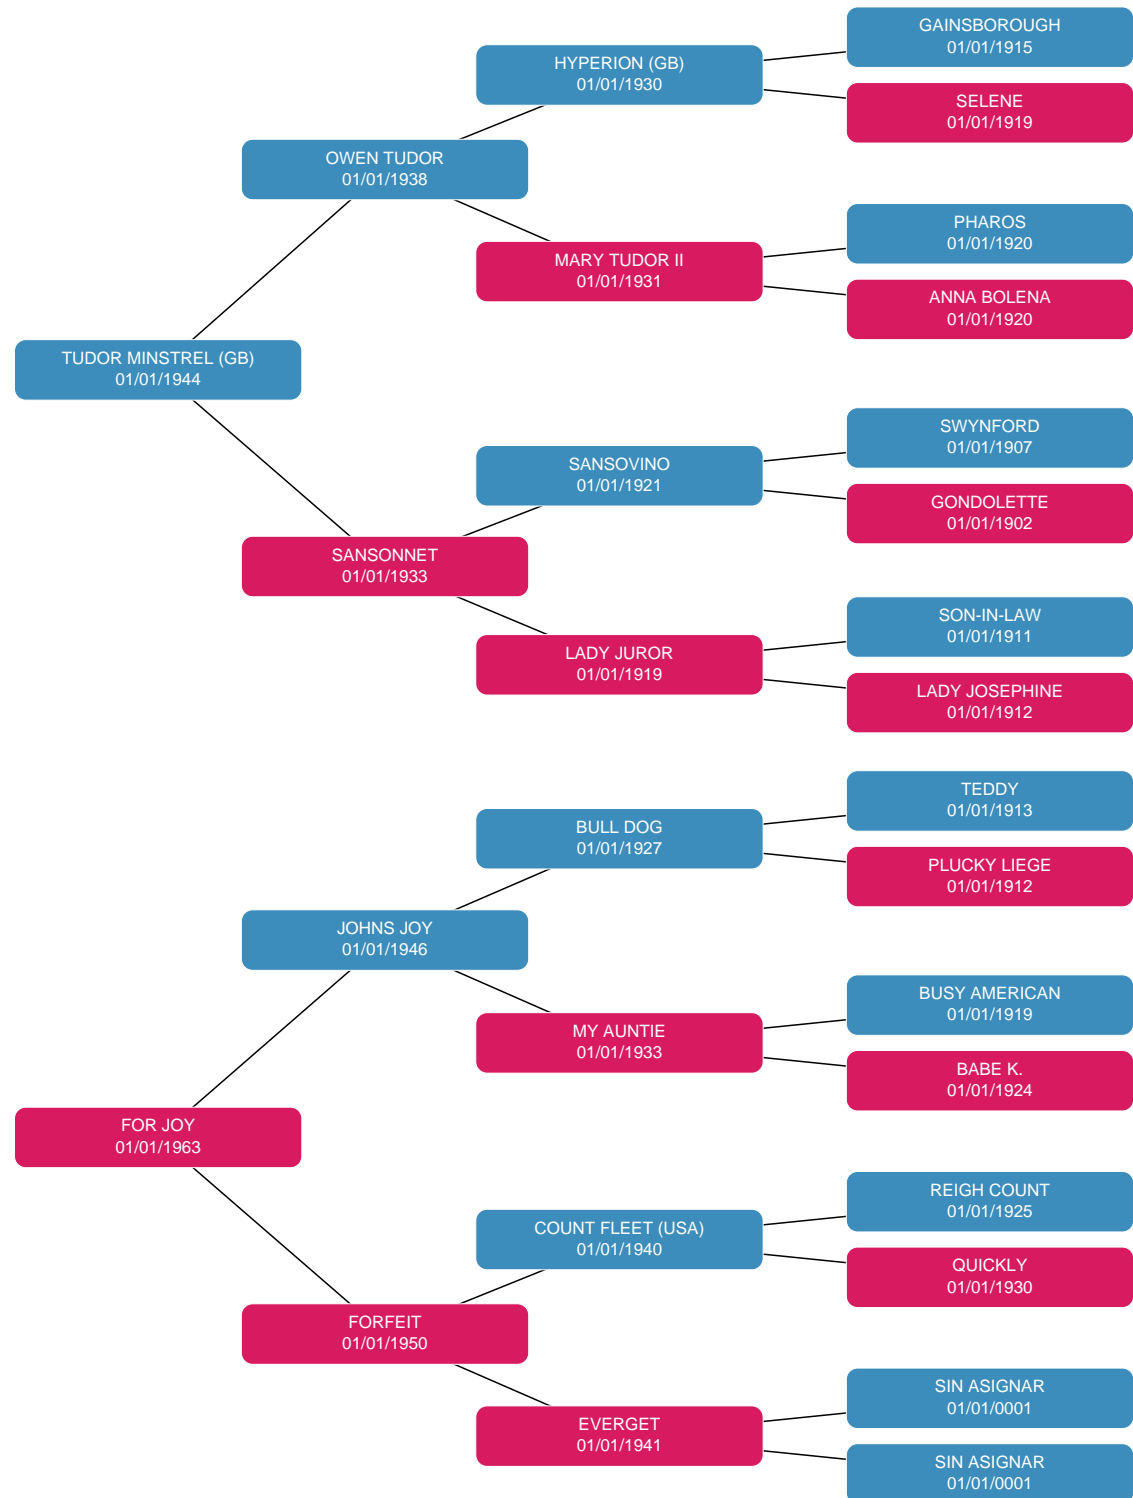 GAINSBOROUGH
01/01/1915
HYPERION (GB)
01/01/1930
SELENE
01/01/1919
OWEN TUDOR
01/01/1938
PHAROS
01/01/1920
MARY TUDOR II
01/01/1931
ANNA BOLENA
01/01/1920
TUDOR MINSTREL (GB)
01/01/1944
SWYNFORD
01/01/1907
SANSOVINO
01/01/1921
GONDOLETTE
01/01/1902
SANSONNET
01/01/1933
SON-IN-LAW
01/01/1911
LADY JUROR
01/01/1919
LADY JOSEPHINE
01/01/1912
TEDDY
01/01/1913
BULL DOG
01/01/1927
PLUCKY LIEGE
01/01/1912
JOHNS JOY
01/01/1946
BUSY AMERICAN
01/01/1919
MY AUNTIE
01/01/1933
BABE K.
01/01/1924
FOR JOY
01/01/1963
REIGH COUNT
01/01/1925
COUNT FLEET (USA)
01/01/1940
QUICKLY
01/01/1930
FORFEIT
01/01/1950
SIN ASIGNAR
01/01/0001
EVERGET
01/01/1941
SIN ASIGNAR
01/01/0001